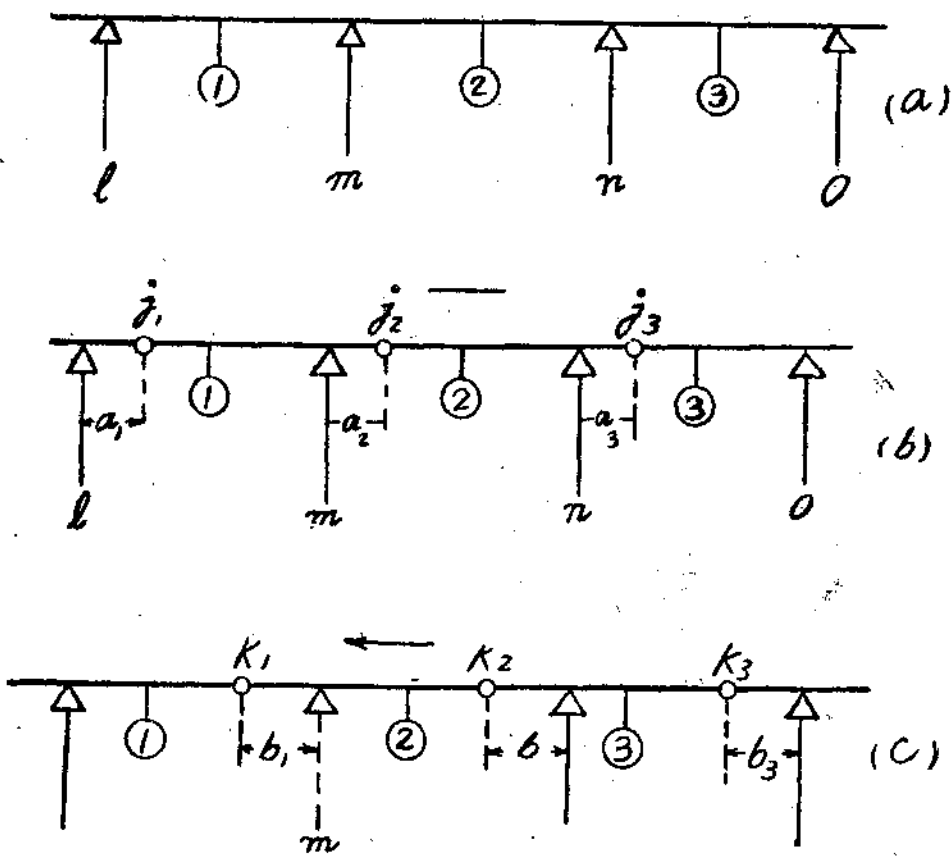 ① ② ③ (a)
l m n o
j₁ j₂ j₃
① ② ③
a₁ a₂ a₃ (b)
l m n o
K₁ K₂ K₃
① ② ③
b₁ b b₃ (C)
m